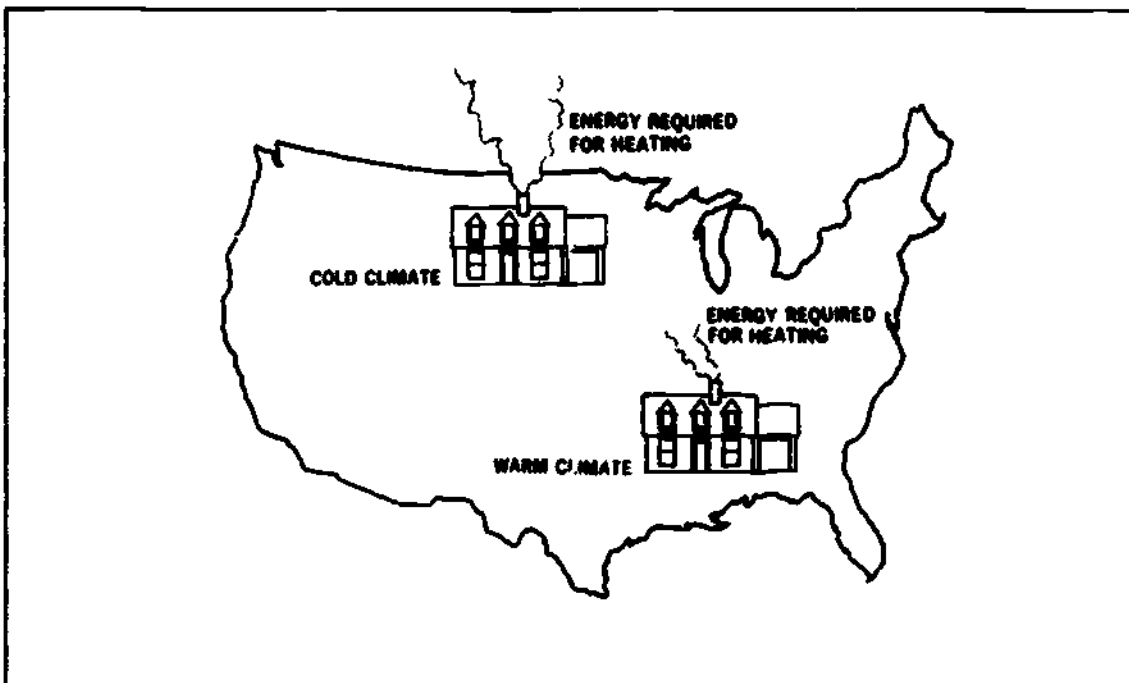 ENERGY REQUIRED
FOR HEATING
COLD CLIMATE
ENERGY REQUIRED
FOR HEATING
WARM CLIMATE